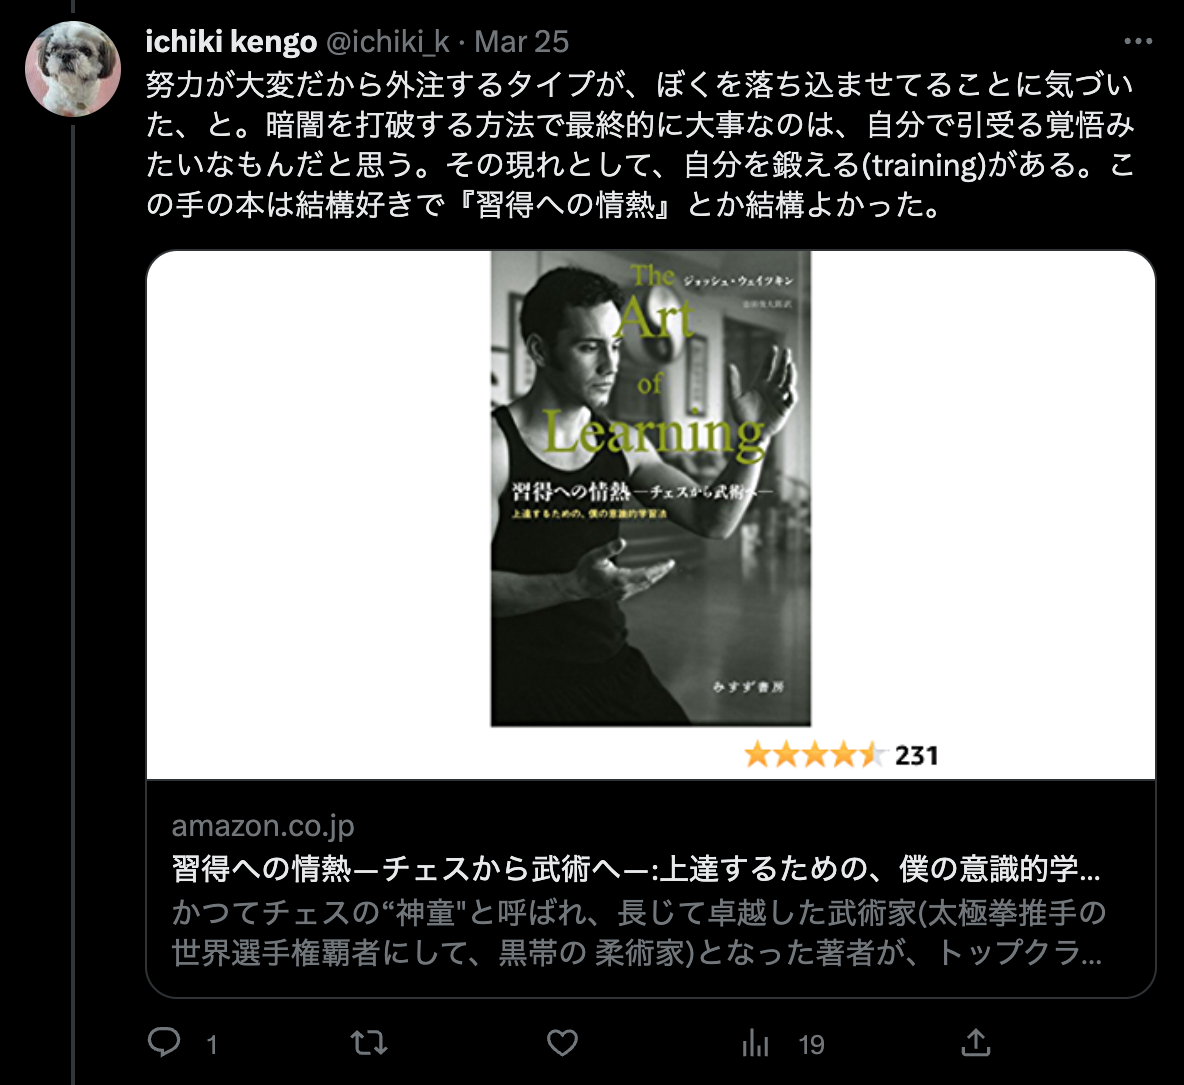 ichiki kengo @ichiki_k · Mar 25
努力が大変だから外注するタイプが、ぼくを落ち込ませてることに気づい
た、と。暗闇を打破する方法で最終的に大事なのは、自分で引受る覚悟み
たいなもんだと思う。その現れとして、自分を鍛える(training)がある。こ
の手の本は結構好きで『習得への情熱』とか結構よかった。
The
ジョッシュ・ウェイツキン
Art
of
Learning
習得への情熱―チェスから武術へ―
上達するための、僕の意識的学習法
みすず書房
231
amazon.co.jp
習得への情熱—チェスから武術へ—:上達するための、僕の意識的学...
かつてチェスの“神童"と呼ばれ、長じて卓越した武術家(太極拳推手の
世界選手権覇者にして、黒帯の 柔術家)となった著者が、トップクラ...
1
19